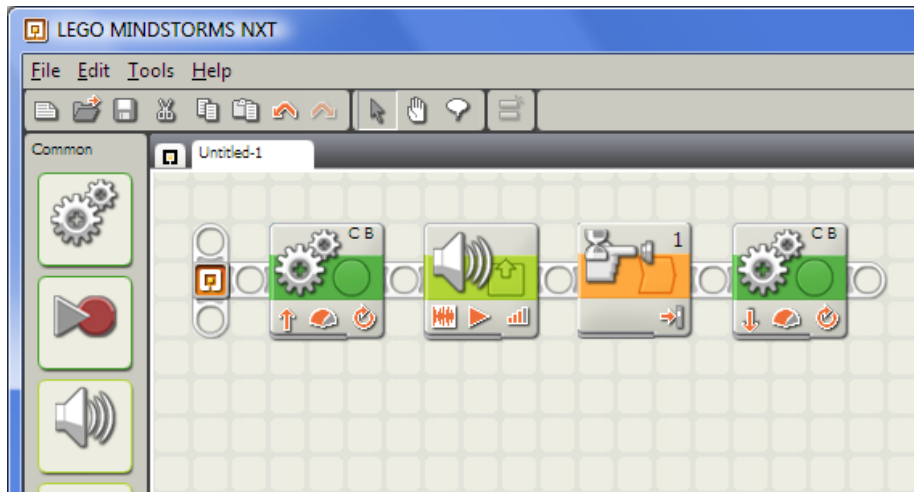 LEGO MINDSTORMS NXT
File Edit Tools Help
Common
Untitled-1
C B
1
C B